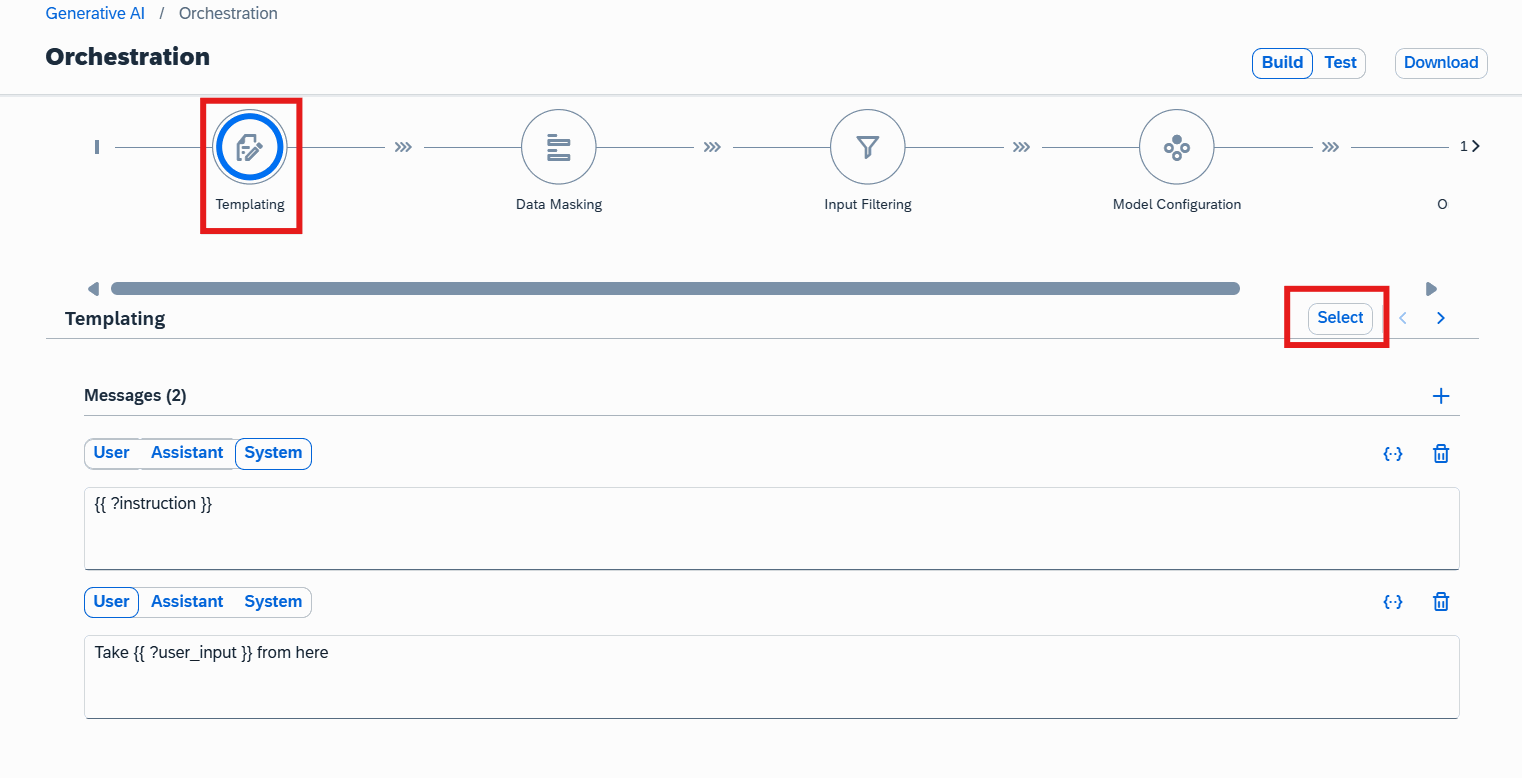 Generative AI / Orchestration
Orchestration
Build Test Download
1
Templating Data Masking Input Filtering Model Configuration O
Templating Select
Messages (2)
User Assistant System
{{ ?instruction }}
User Assistant System
Take {{ ?user_input }} from here